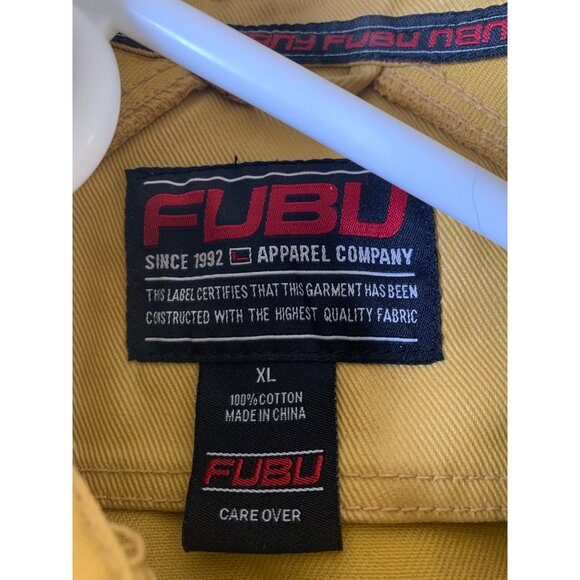 FUBU
FUBU
SINCE 1992 APPAREL COMPANY
THIS LABEL CERTIFIES THAT THIS GARMENT HAS BEEN
CONSTRUCTED WITH THE HIGHEST QUALITY FABRIC
XL
100% COTTON
MADE IN CHINA
FUBU
CARE OVER